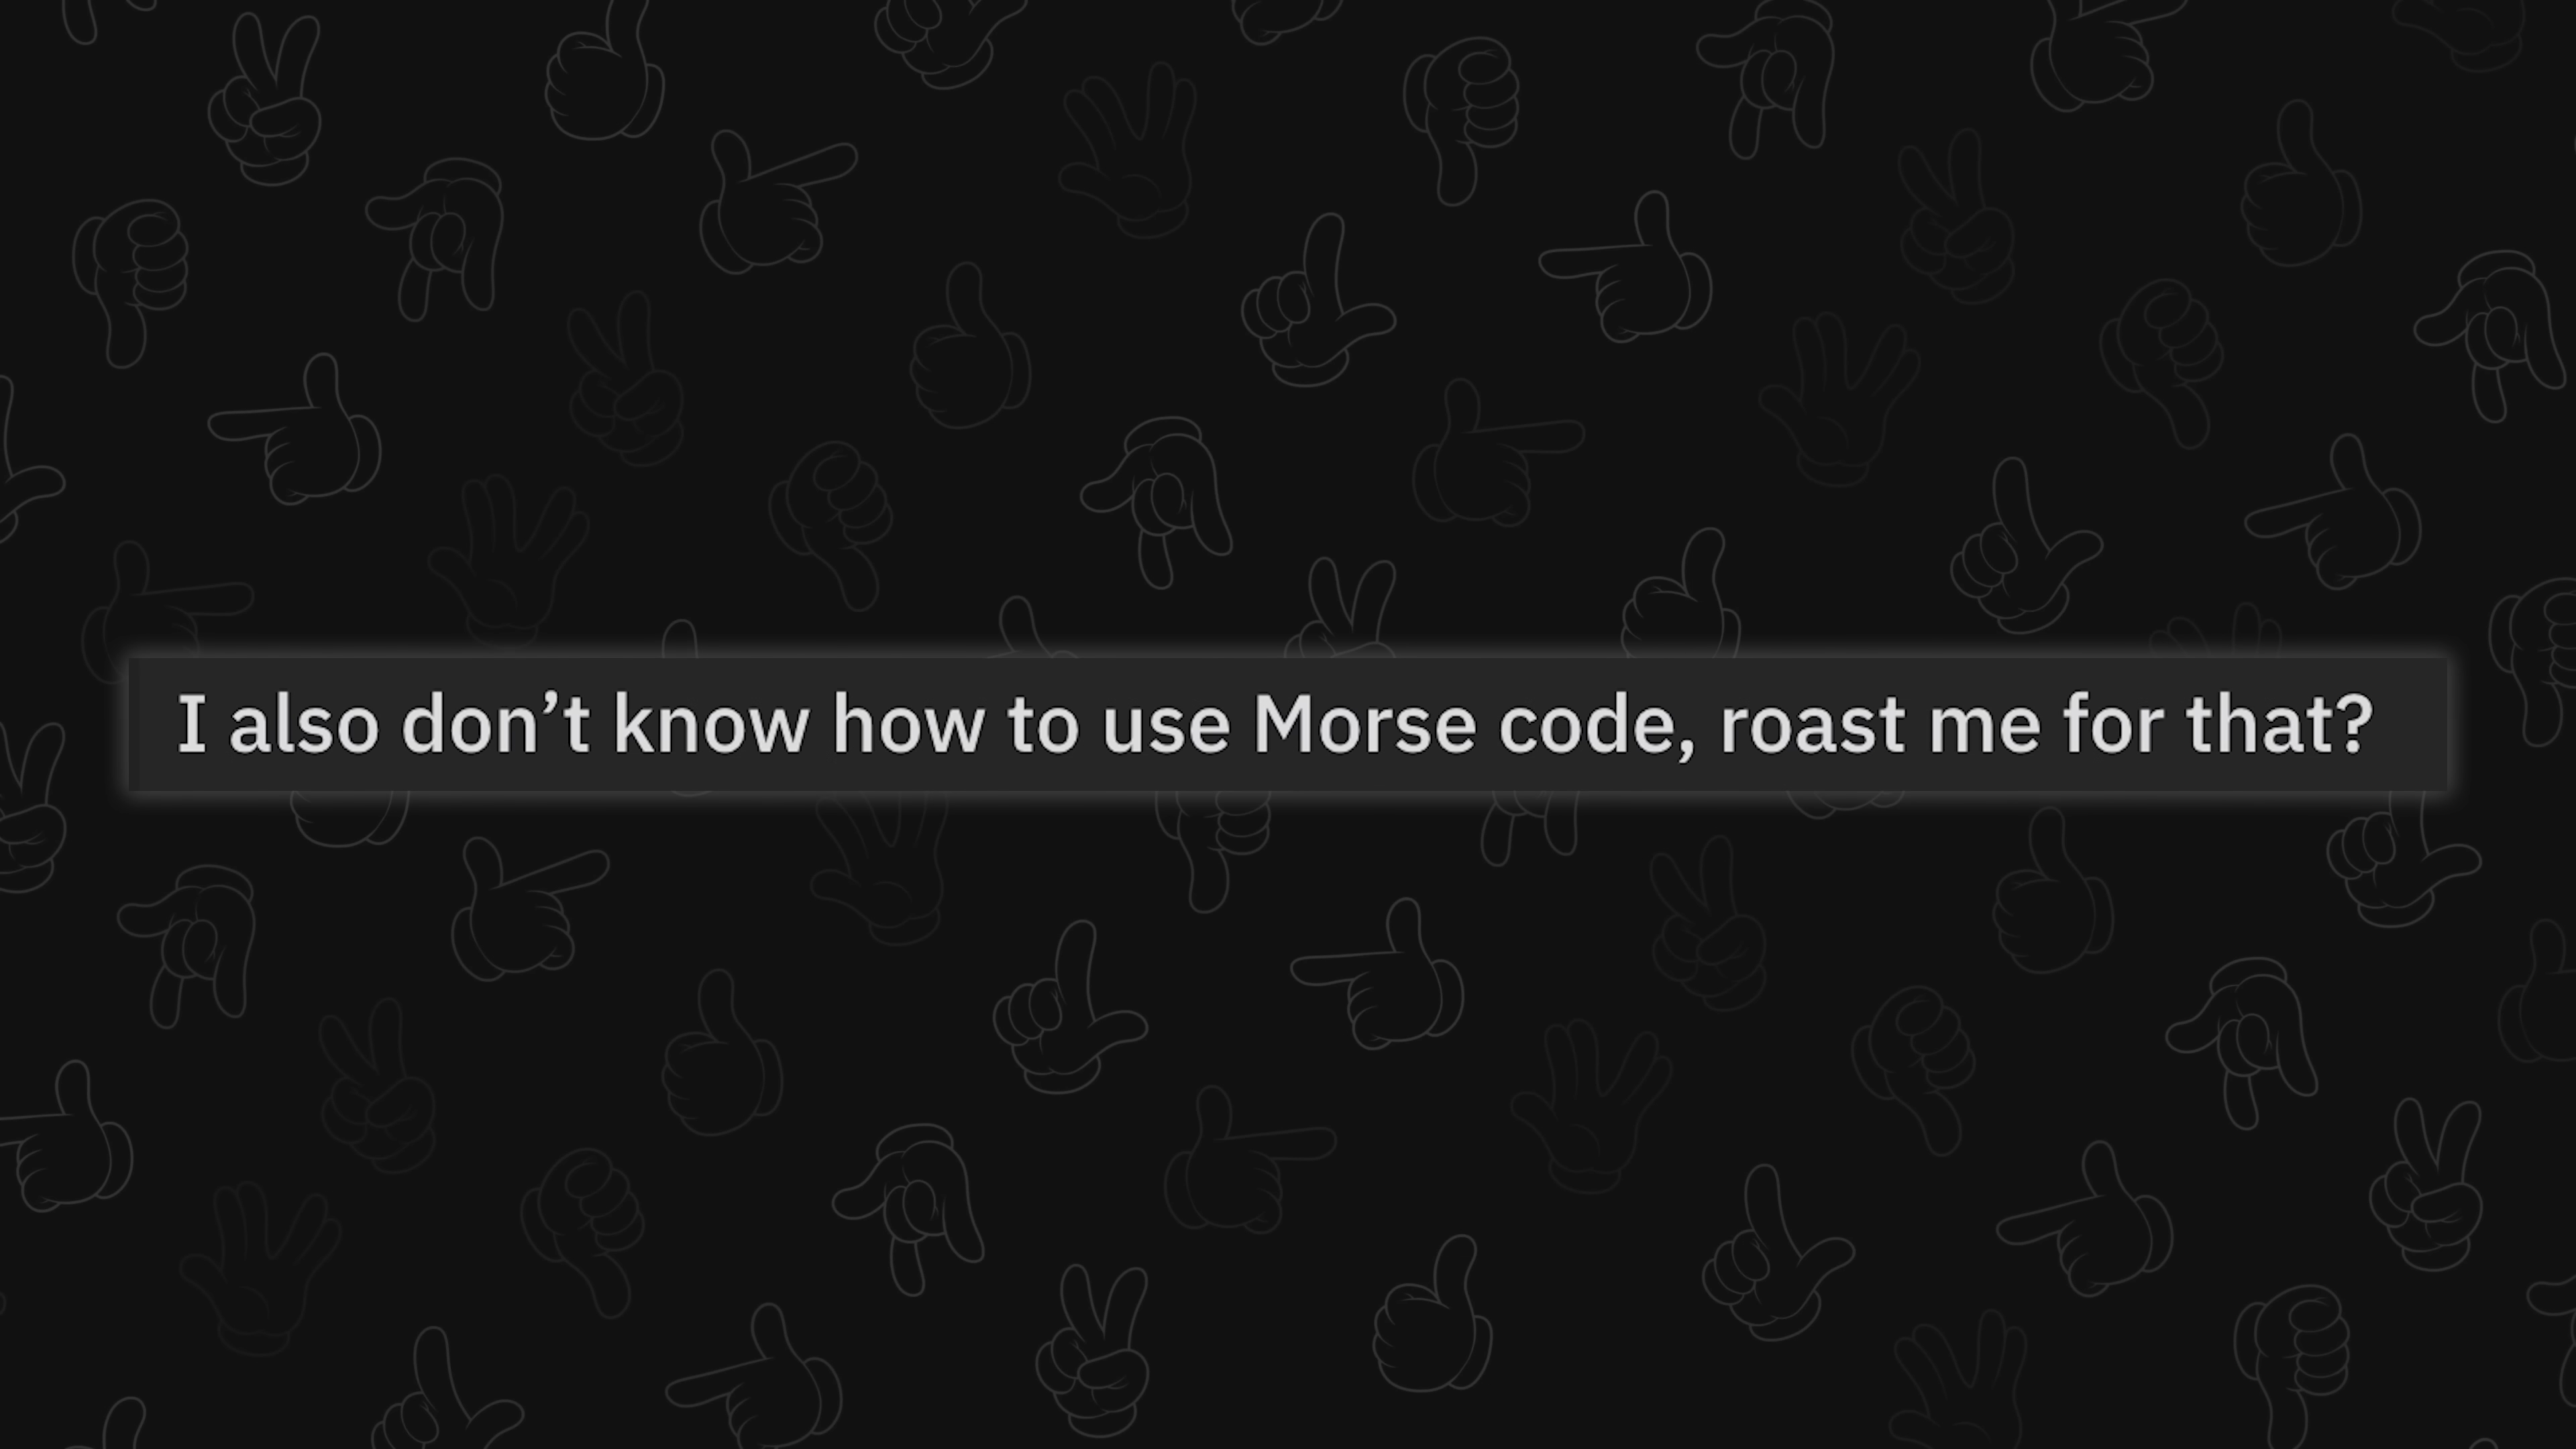 I also don’t know how to use Morse code, roast me for that?